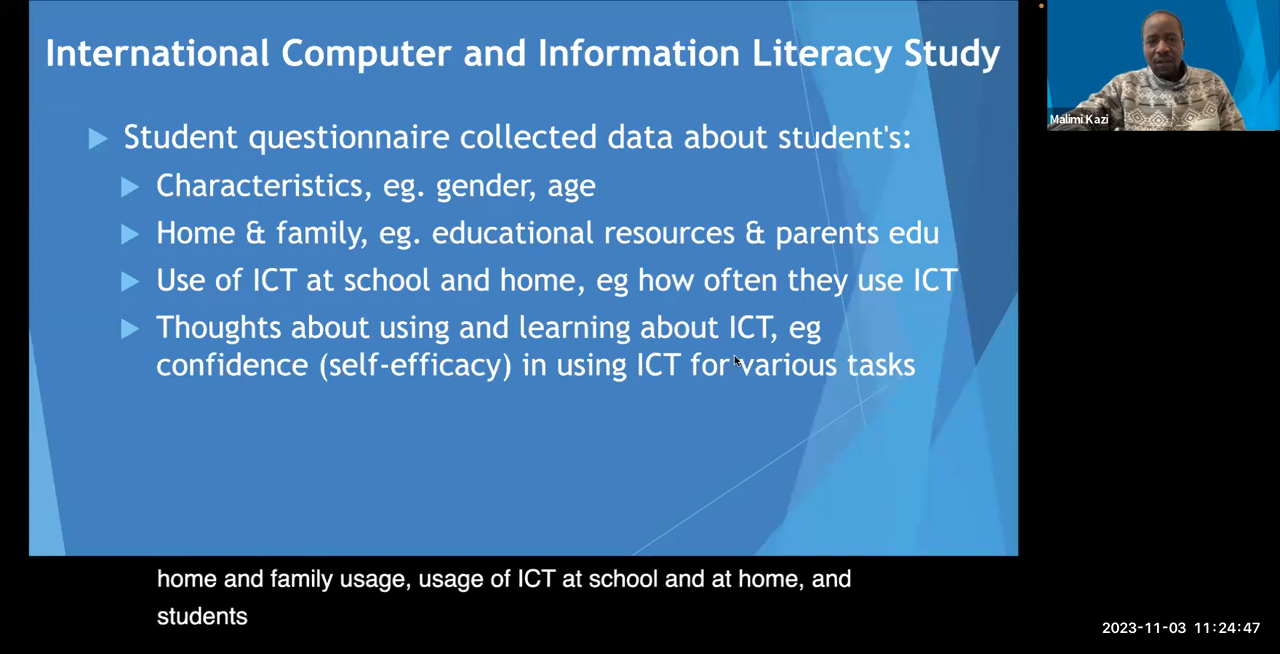 International Computer and Information Literacy Study
Student questionnaire collected data about student's:
Characteristics, eg. gender, age
Home & family, eg. educational resources & parents edu
Use of ICT at school and home, eg how often they use ICT
Thoughts about using and learning about ICT, eg
confidence (self-efficacy) in using ICT for various tasks
Malimi Kazi
home and family usage, usage of ICT at school and at home, and
students
2023-11-03 11:24:47